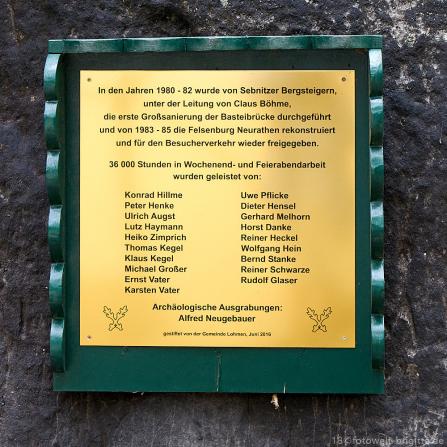 In den Jahren 1980 - 82 wurde von Sebnitzer Bergsteigern,
unter der Leitung von Claus Böhme,
die erste Großsanierung der Basteibrücke durchgeführt
und von 1983 - 85 die Felsenburg Neurathen rekonstruiert
und für den Besucherverkehr wieder freigegeben.
36 000 Stunden in Wochenend- und Feierabendarbeit
wurden geleistet von:
Konrad Hillme
Peter Henke
Ulrich Augst
Lutz Haymann
Heiko Zimprich
Thomas Kegel
Klaus Kegel
Michael Großer
Ernst Vater
Karsten Vater
Uwe Pflicke
Dieter Hensel
Gerhard Melhorn
Horst Danke
Reiner Heckel
Wolfgang Hein
Bernd Stanke
Reiner Schwarze
Rudolf Glaser
Archäologische Ausgrabungen:
Alfred Neugebauer
gestiftet von der Gemeinde Lohmen, Juni 2016
fotowelt-brigitte.de